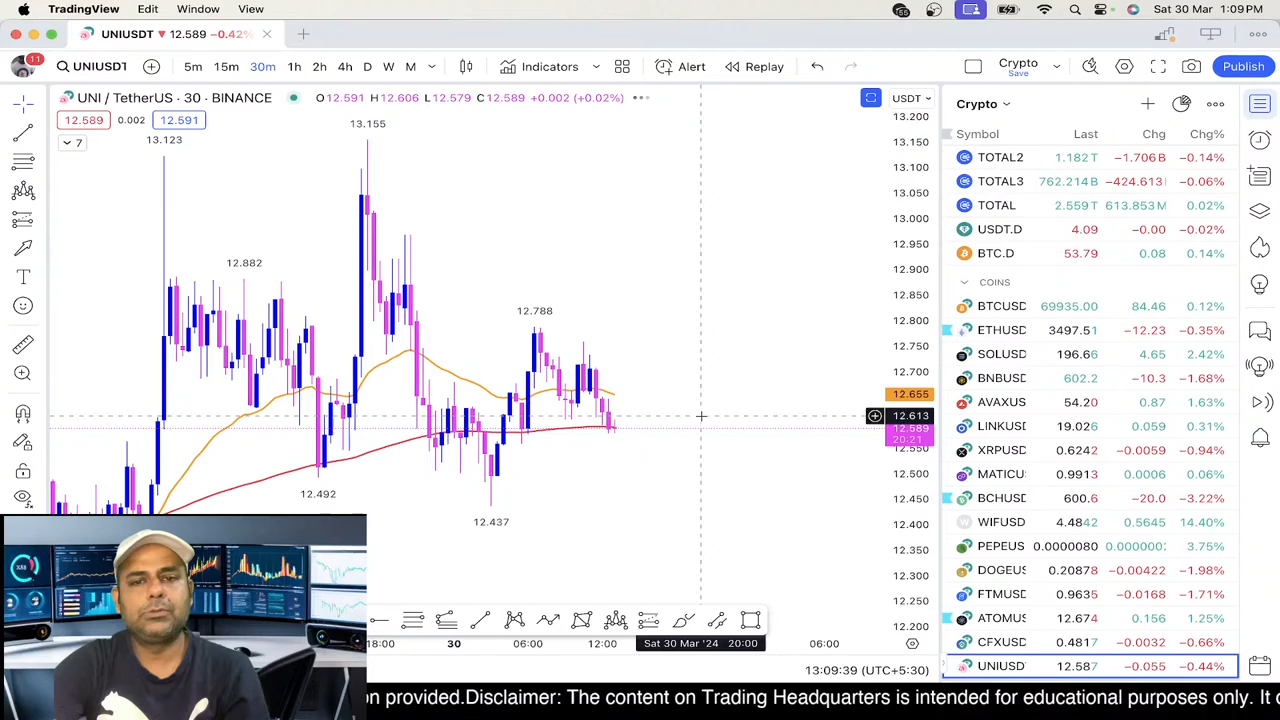 TradingView Edit Window View Sat 30 Mar 1:09 PM
UNIUSDT 12.589 −0.42%
11 UNIUSDT 5m 15m 30m 1h 2h 4h D W M Indicators Alert Replay Crypto Save Publish
UNI / TetherUS · 30 · BINANCE O12.591 H12.606 L12.579 C12.589 +0.002 (+0.02%) USDT
12.589 0.002 12.591
7
13.123
13.155
12.882
12.788
12.492
12.437
13.200
13.150
13.100
13.050
13.000
12.950
12.900
12.850
12.800
12.750
12.700
12.655
12.613
12.589
20:21
12.500
12.450
12.400
12.350
12.300
12.250
12.200
18:00 30 06:00 12:00 Sat 30 Mar '24 20:00 06:00
13:09:39 (UTC+5:30)
Crypto
Symbol Last Chg Chg%
TOTAL2 1.182 T −1.706 B −0.14%
TOTAL3 762.214 B −424.613 −0.06%
TOTAL 2.559 T 613.853 M 0.02%
USDT.D 4.09 −0.00 −0.02%
BTC.D 53.79 0.08 0.14%
COINS
BTCUSD 69935.00 84.46 0.12%
ETHUSD 3497.51 −12.23 −0.35%
SOLUSD 196.66 4.65 2.42%
BNBUSD 602.2 −10.3 −1.68%
AVAXUS 54.20 0.87 1.63%
LINKUSD 19.026 0.059 0.31%
XRPUSD 0.6242 −0.0059 −0.94%
MATICU 0.9913 0.0006 0.06%
BCHUSD 600.6 −20.0 −3.22%
WIFUSD 4.4842 0.5645 14.40%
PEPEUS 0.0000080 0.0000000 3.75%
DOGEU 0.20878 −0.00422 −1.98%
FTMUSD 0.9635 −0.0168 −1.71%
ATOMUS 12.674 0.156 1.25%
CFXUSD 0.4817 −0.0032 −0.66%
UNIUSD 12.587 −0.055 −0.44%
on provided.Disclaimer: The content on Trading Headquarters is intended for educational purposes only. It